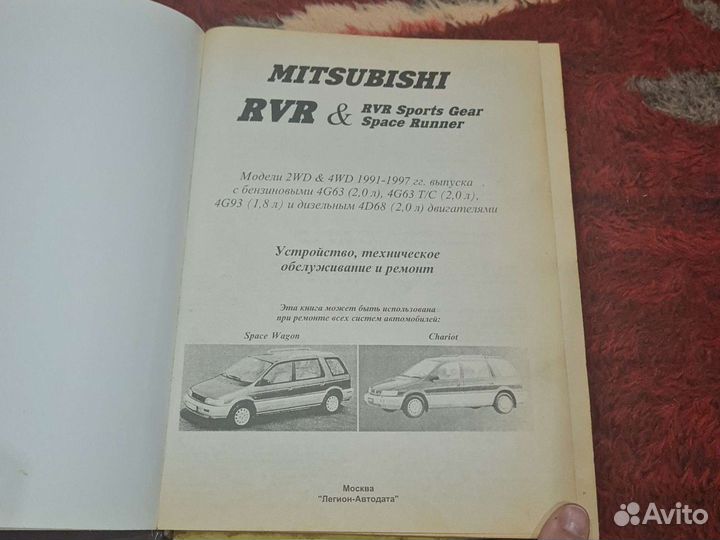 MITSUBISHI
RVR & RVR Sports Gear
Space Runner
Модели 2WD & 4WD 1991-1997 гг. выпуска
с бензиновыми 4G63 (2,0 л), 4G63 T/C (2,0 л),
4G93 (1,8 л) и дизельным 4D68 (2,0 л) двигателями
Устройство, техническое
обслуживание и ремонт
Эта книга может быть использована
при ремонте всех систем автомобилей:
Space Wagon
Chariot
Москва
"Легион-Автодата"
Avito